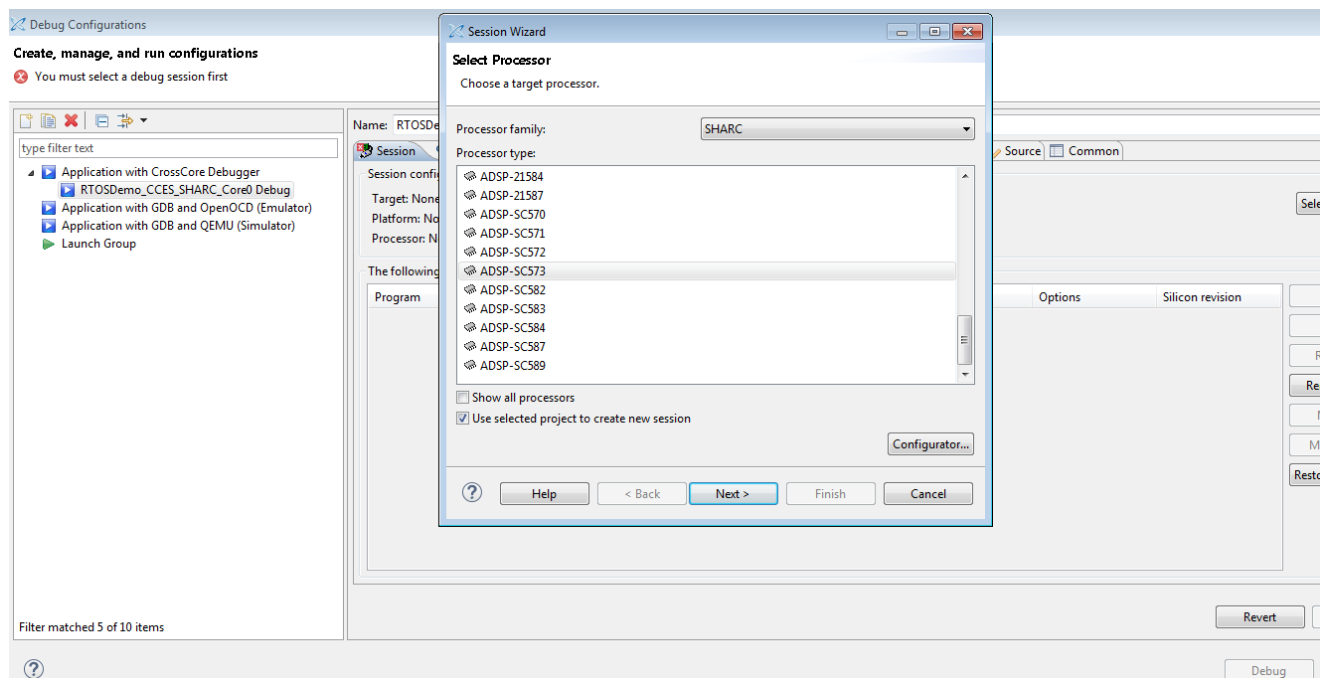 Debug Configurations
Create, manage, and run configurations
You must select a debug session first
type filter text
Application with CrossCore Debugger
RTOSDemo_CCES_SHARC_Core0 Debug
Application with GDB and OpenOCD (Emulator)
Application with GDB and QEMU (Simulator)
Launch Group
Filter matched 5 of 10 items
Name: RTOSDe
Session
Source
Common
Session config
Target: None
Platform: No
Processor: N
The following
Program
Options
Silicon revision
Sele
R
Re
M
Resto
Revert
Debug
Session Wizard
Select Processor
Choose a target processor.
Processor family:
SHARC
Processor type:
ADSP-21584
ADSP-21587
ADSP-SC570
ADSP-SC571
ADSP-SC572
ADSP-SC573
ADSP-SC582
ADSP-SC583
ADSP-SC584
ADSP-SC587
ADSP-SC589
Show all processors
Use selected project to create new session
Configurator...
?
Help
< Back
Next >
Finish
Cancel
?